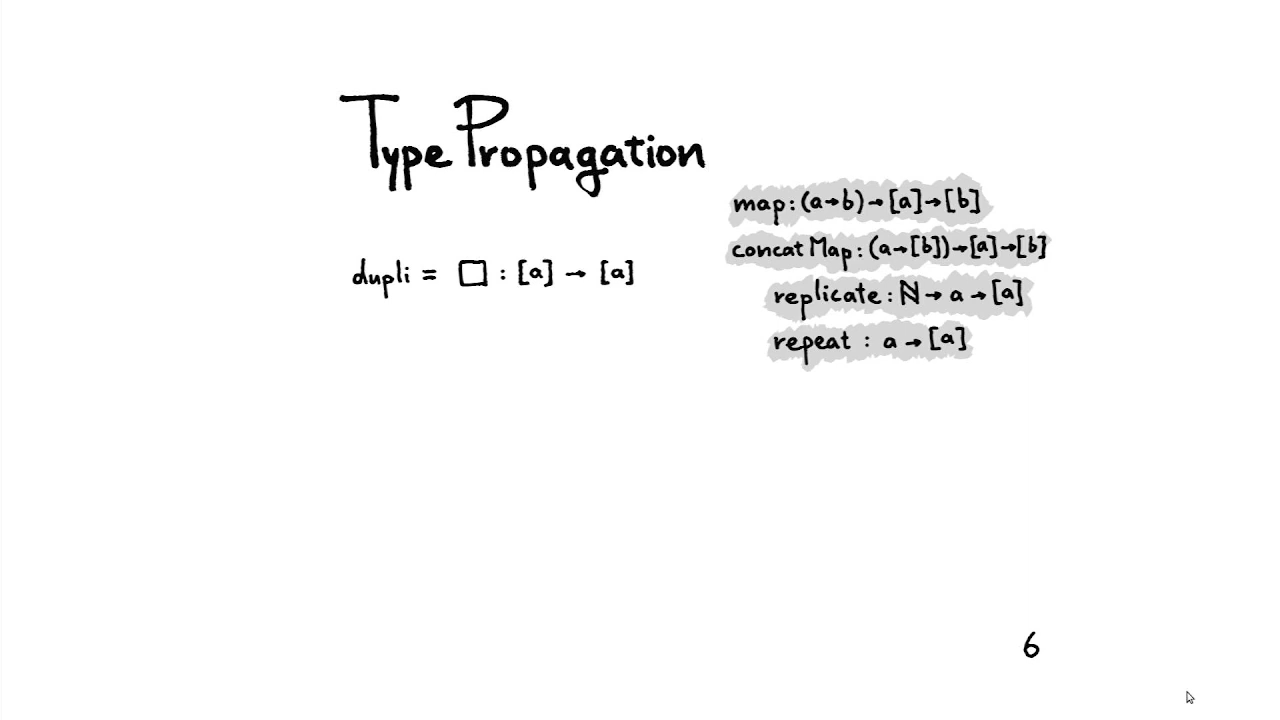 Type Propagation
dupli = □ : [a] → [a]
map : (a→b) → [a] → [b]
concatMap : (a→[b]) → [a] → [b]
replicate : ℕ → a → [a]
repeat : a → [a]
6